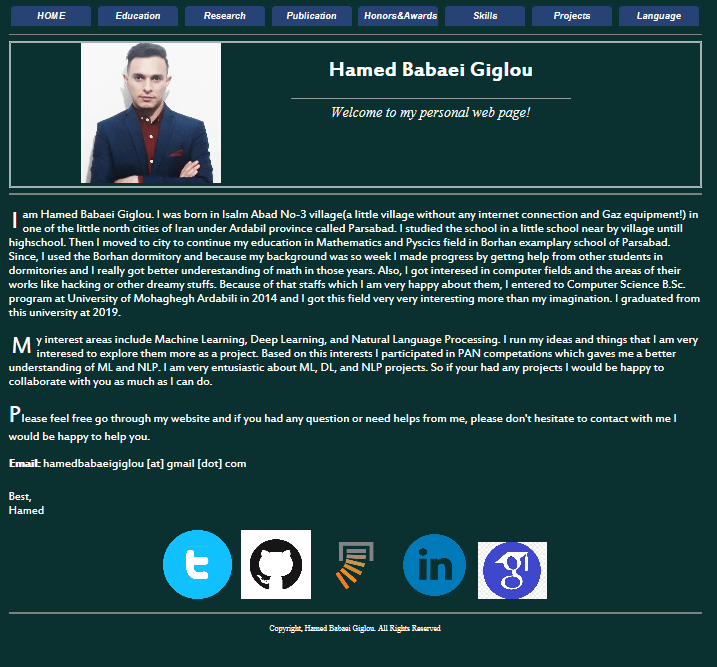 HOME Education Research Publication Honors&Awards Skills Projects Language
Hamed Babaei Giglou
Welcome to my personal web page!
I am Hamed Babaei Giglou. I was born in Isalm Abad No-3 village(a little village without any internet connection and Gaz equipment!) in
one of the little north cities of Iran under Ardabil province called Parsabad. I studied the school in a little school near by village untill
highschool. Then I moved to city to continue my education in Mathematics and Pyscics field in Borhan examplary school of Parsabad.
Since, I used the Borhan dormitory and because my background was so week I made progress by gettng help from other students in
dormitories and I really got better underestanding of math in those years. Also, I got interesed in computer fields and the areas of their
works like hacking or other dreamy stuffs. Because of that staffs which I am very happy about them, I entered to Computer Science B.Sc.
program at University of Mohaghegh Ardabili in 2014 and I got this field very very interesting more than my imagination. I graduated from
this university at 2019.
My interest areas include Machine Learning, Deep Learning, and Natural Language Processing. I run my ideas and things that I am very
interesed to explore them more as a project. Based on this interests I participated in PAN competations which gaves me a better
understanding of ML and NLP. I am very entusiastic about ML, DL, and NLP projects. So if your had any projects I would be happy to
collaborate with you as much as I can do.
Please feel free go through my website and if you had any question or need helps from me, please don't hesitate to contact with me I
would be happy to help you.
Email: hamedbabaeigiglou [at] gmail [dot] com
Best,
Hamed
t in g
Copyright, Hamed Babaei Giglou. All Rights Reserved